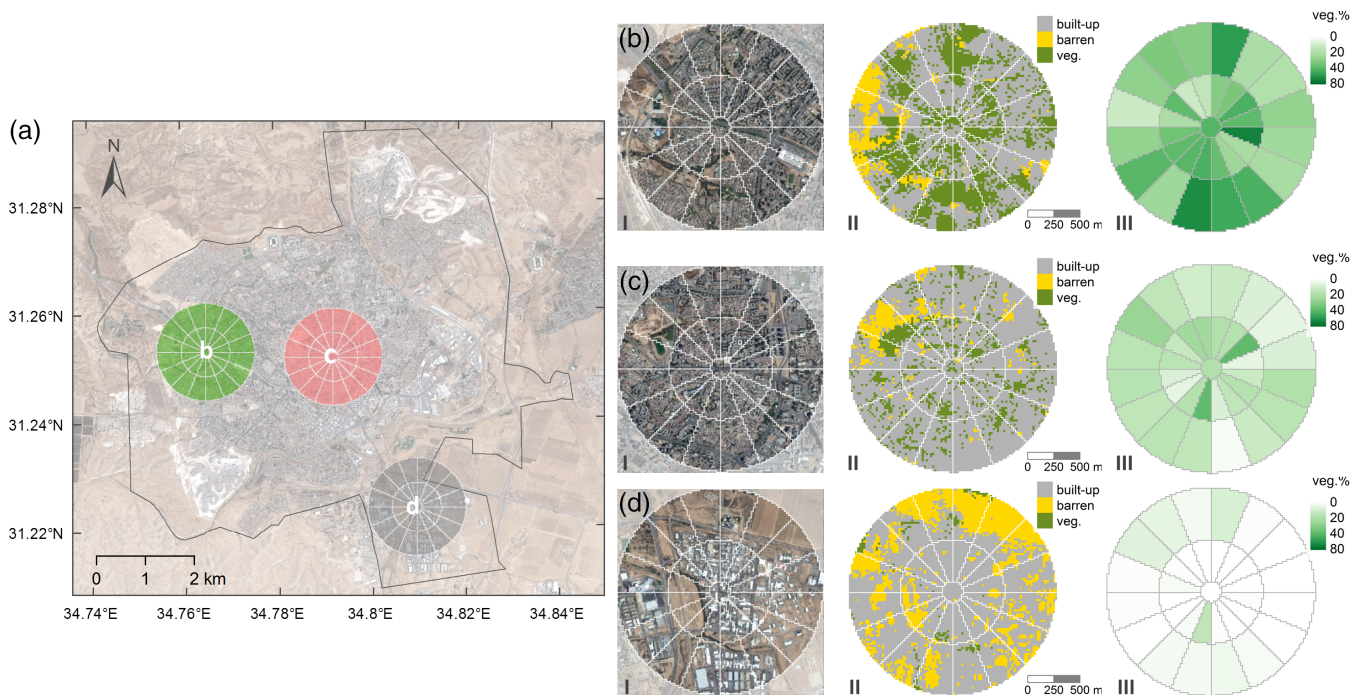 (a)
N
31.28°N
31.26°N
31.24°N
31.22°N
b
c
d
0 1 2 km
34.74°E 34.76°E 34.78°E 34.8°E 34.82°E 34.84°E
(b)
I
built-up
barren
veg.
II
0 250 500 m
veg.%
0
20
40
60
80
III
(c)
I
built-up
barren
veg.
II
0 250 500 m
veg.%
0
20
40
60
80
III
(d)
I
built-up
barren
veg.
II
0 250 500 m
veg.%
0
20
40
60
80
III